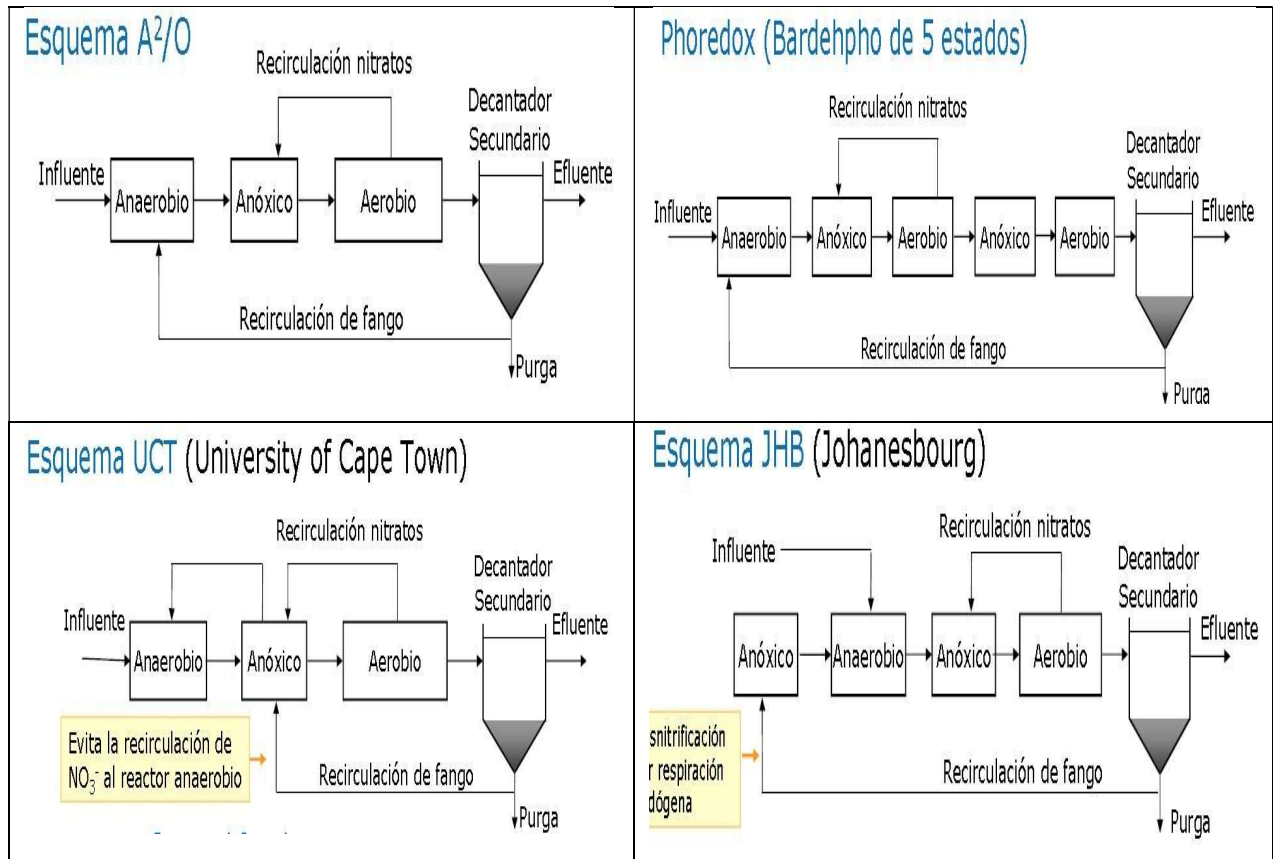 Esquema A²/O
Recirculación nitratos
Decantador
Secundario
Influente
Efluente
Anaerobio
Anóxico
Aerobio
Recirculación de fango
Purga
Phoredox (Bardehpho de 5 estados)
Recirculación nitratos
Decantador
Secundario
Influente
Efluente
Anaerobio
Anóxico
Aerobio
Anóxico
Aerobio
Recirculación de fango
Purga
Esquema UCT (University of Cape Town)
Recirculación nitratos
Decantador
Secundario
Influente
Efluente
Anaerobio
Anóxico
Aerobio
Evita la recirculación de
NO₃⁻ al reactor anaerobio
Recirculación de fango
Purga
Esquema JHB (Johanesbourg)
Recirculación nitratos
Influente
Decantador
Secundario
Efluente
Anóxico
Anaerobio
Anóxico
Aerobio
snitrificación
r respiración
dógena
Recirculación de fango
Purga